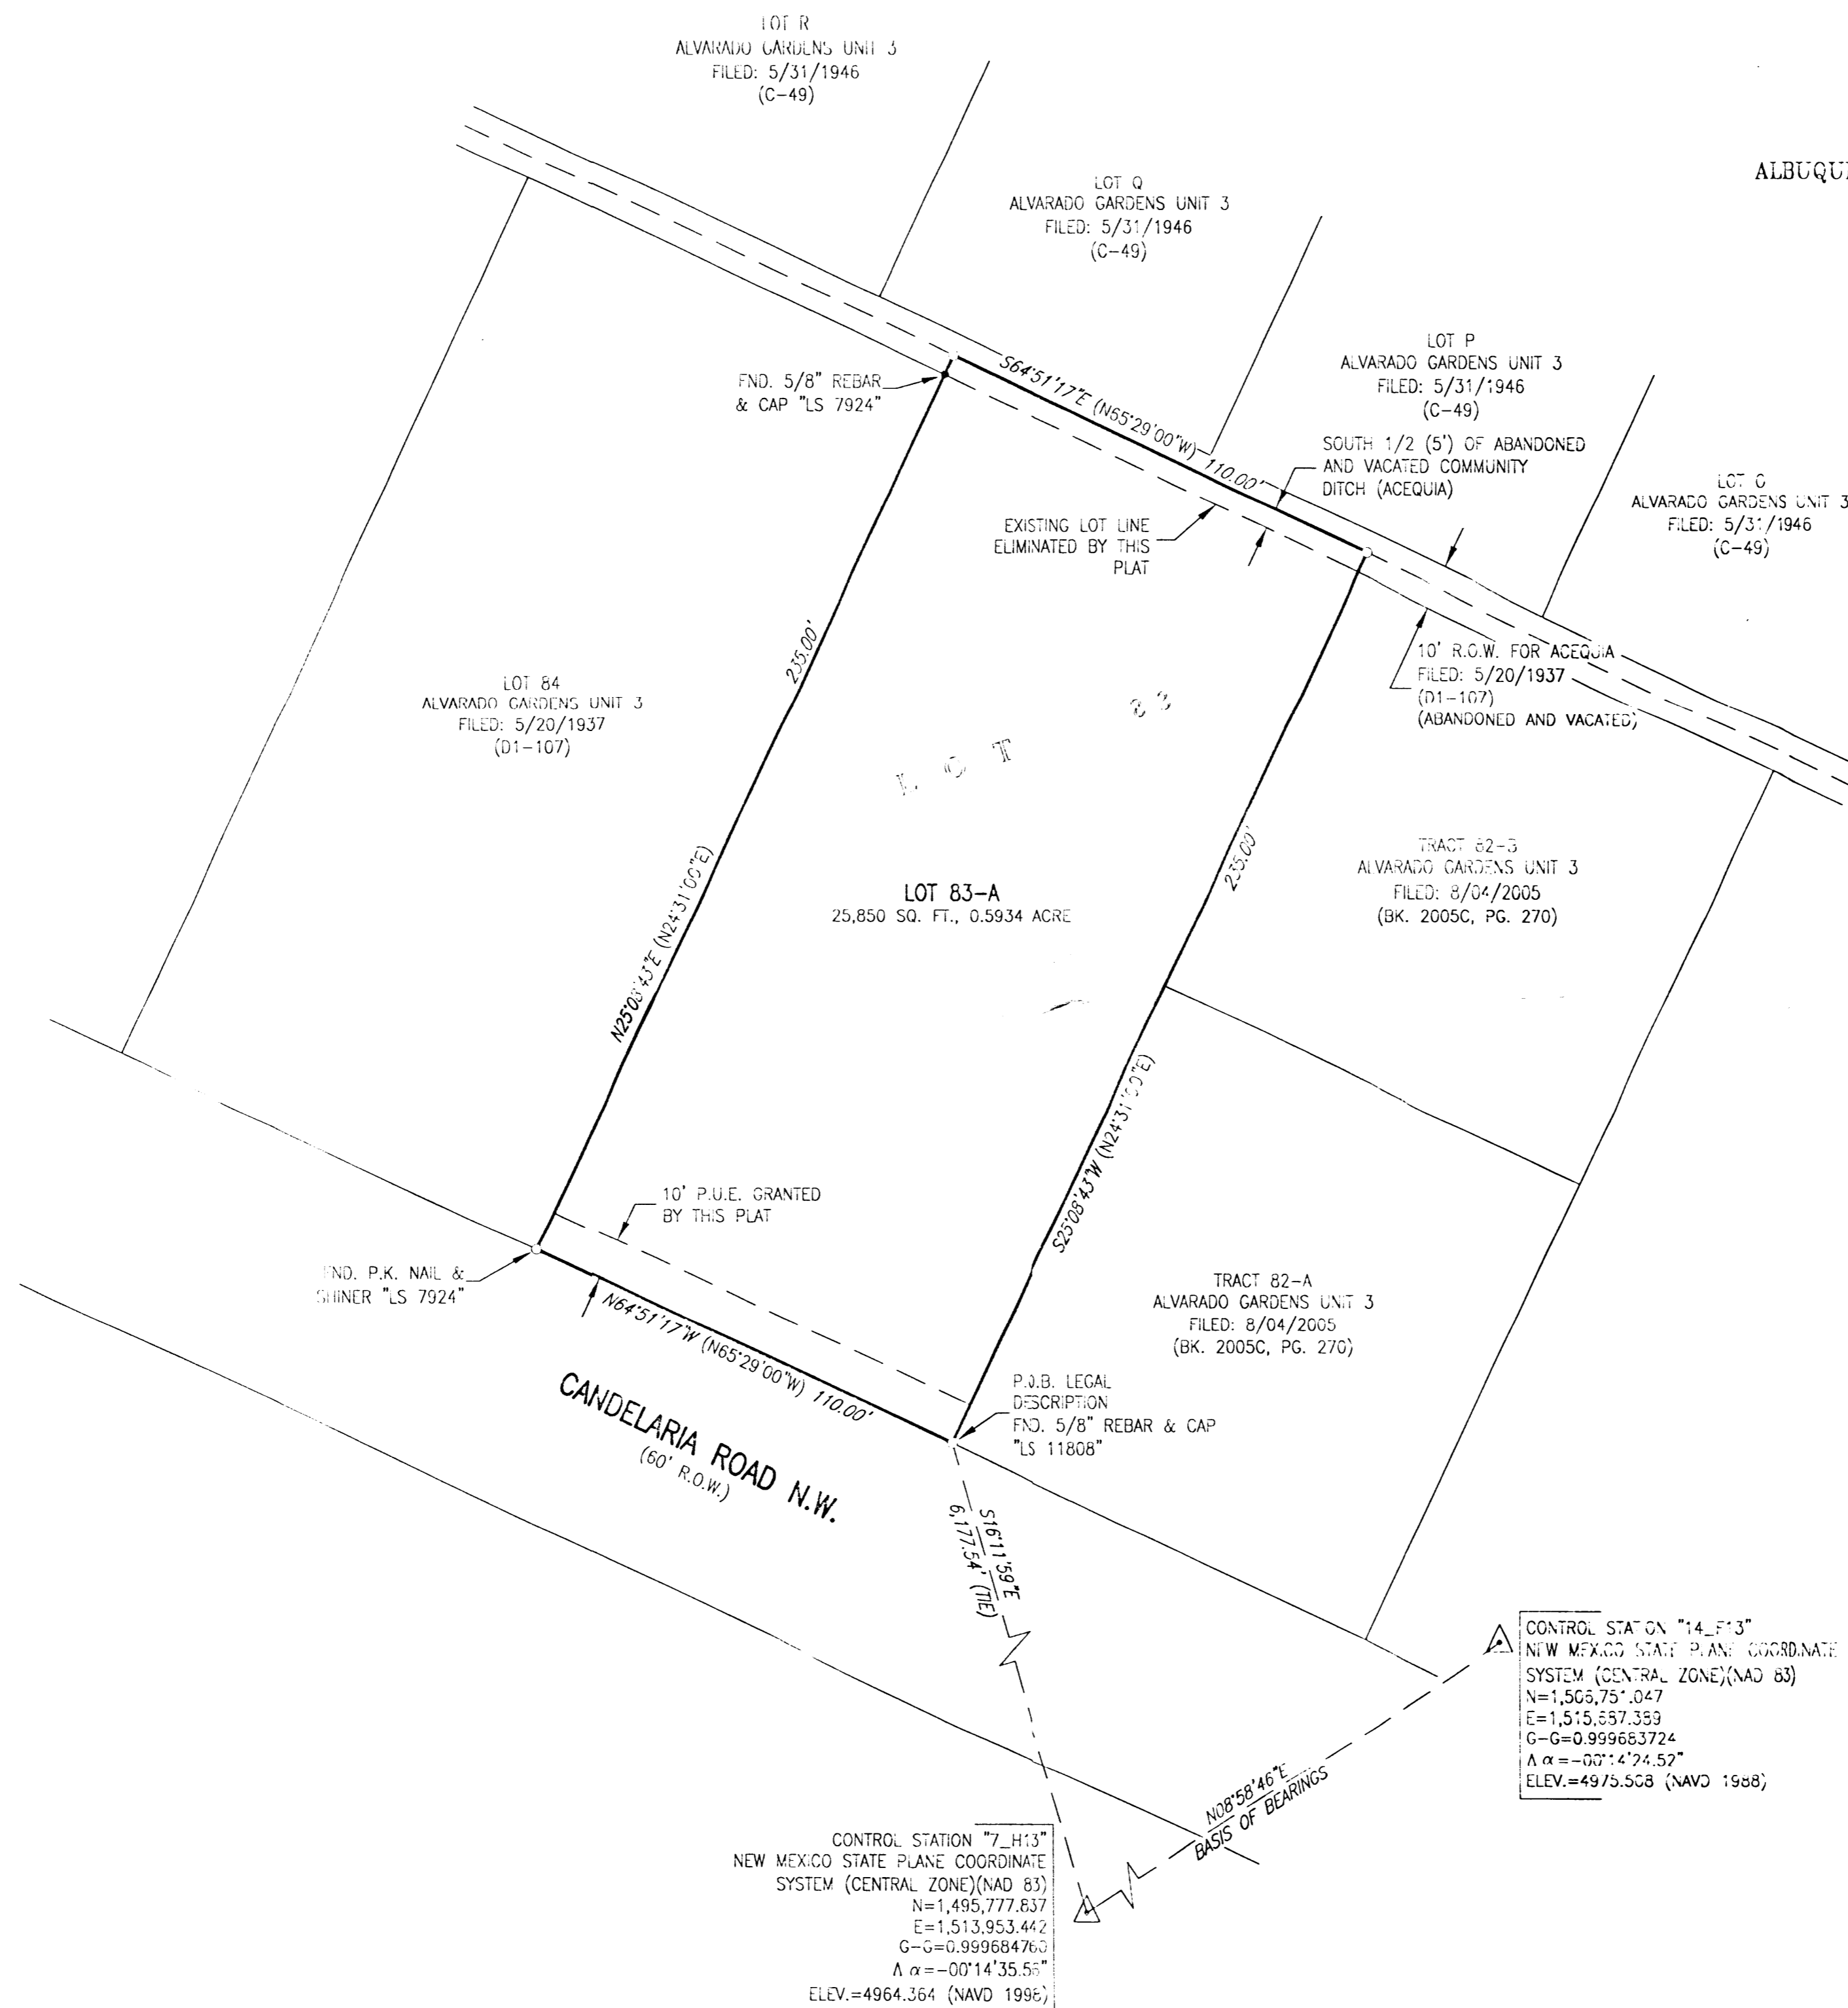 LOT R
ALVARADO GARDENS UNIT 3
FILED: 5/31/1946
(C-49)
ALBUQU
LOT Q
ALVARADO GARDENS UNIT 3
FILED: 5/31/1946
(C-49)
LOT P
ALVARADO GARDENS UNIT 3
FILED: 5/31/1946
(C-49)
FND. 5/8" REBAR
& CAP "LS 7924"
S64°51'17"E (N65°29'00"W) 110.00'
SOUTH 1/2 (5') OF ABANDONED
AND VACATED COMMUNITY
DITCH (ACEQUIA)
LOT O
ALVARADO GARDENS UNIT 3
FILED: 5/31/1946
(C-49)
EXISTING LOT LINE
ELIMINATED BY THIS
PLAT
10' R.O.W. FOR ACEQUIA
FILED: 5/20/1937
(D1-107)
(ABANDONED AND VACATED)
235.00'
LOT 84
ALVARADO GARDENS UNIT 3
FILED: 5/20/1937
(D1-107)
LOT 83
235.00'
TRACT 82-B
ALVARADO GARDENS UNIT 3
FILED: 8/04/2005
(BK. 2005C, PG. 270)
LOT 83-A
25,850 SQ. FT., 0.5934 ACRE
N25°08'43"E (N24°31'00"E)
S25°08'43"W (N24°31'00"E)
10' P.U.E. GRANTED
BY THIS PLAT
FND. P.K. NAIL &
SHINER "LS 7924"
N64°51'17"W (N65°29'00"W) 110.00'
TRACT 82-A
ALVARADO GARDENS UNIT 3
FILED: 8/04/2005
(BK. 2005C, PG. 270)
P.O.B. LEGAL
DESCRIPTION
FND. 5/8" REBAR & CAP
"LS 11808"
CANDELARIA ROAD N.W.
(60' R.O.W.)
S16°11'59"E
6,177.54' (TIE)
CONTROL STATION "14_F13"
NEW MEXICO STATE PLANE COORDINATE
SYSTEM (CENTRAL ZONE)(NAD 83)
N=1,506,751.047
G-G=0.999683724
Δ α=-00°14'24.52"
ELEV.=4975.508 (NAVD 1988)
N08°58'46"E
BASIS OF BEARINGS
CONTROL STATION "7_H13"
NEW MEXICO STATE PLANE COORDINATE
SYSTEM (CENTRAL ZONE)(NAD 83)
N=1,495,777.837
E=1,513,953.442
G-G=0.999684760
Δ α=-00°14'35.56"
ELEV.=4964.364 (NAVD